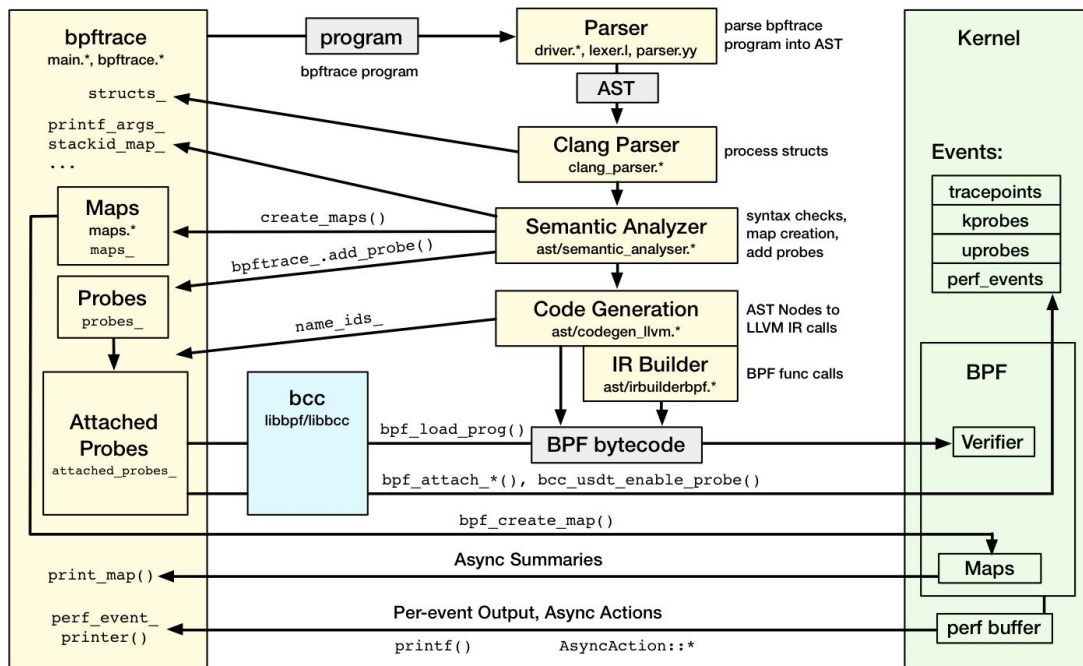 bpftrace
main.*, bpftrace.*
structs_
printf_args_
stackid_map_
...
Maps
maps.*
maps_
Probes
probes_
Attached
Probes
attached_probes_
print_map()
perf_event_
printer()
program
bpftrace program
Parser
driver.*, lexer.l, parser.yy
parse bpftrace
program into AST
AST
Clang Parser
clang_parser.*
process structs
create_maps()
Semantic Analyzer
ast/semantic_analyser.*
syntax checks,
map creation,
add probes
bpftrace_.add_probe()
name_ids_
Code Generation
ast/codegen_llvm.*
AST Nodes to
LLVM IR calls
IR Builder
ast/irbuilderbpf.*
BPF func calls
bcc
libbpf/libbcc
bpf_load_prog()
BPF bytecode
bpf_attach_*(), bcc_usdt_enable_probe()
bpf_create_map()
Async Summaries
Per-event Output, Async Actions
printf()
AsyncAction::*
Kernel
Events:
tracepoints
kprobes
uprobes
perf_events
BPF
Verifier
Maps
perf buffer